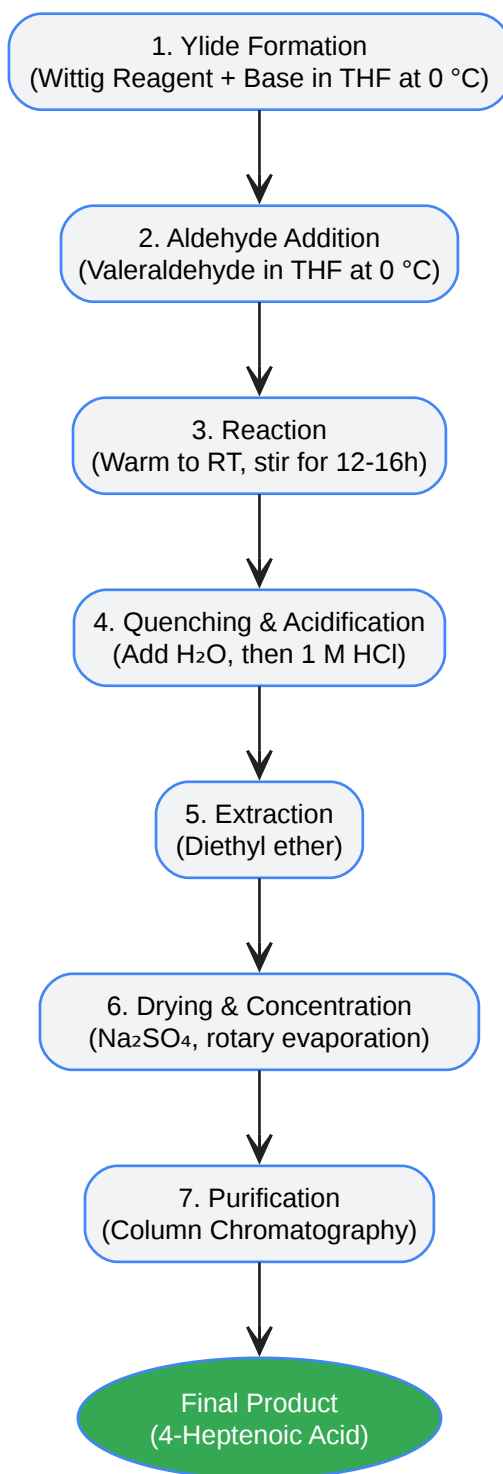 1. Ylide Formation
(Wittig Reagent + Base in THF at 0 °C)
2. Aldehyde Addition
(Valeraldehyde in THF at 0 °C)
3. Reaction
(Warm to RT, stir for 12-16h)
4. Quenching & Acidification
(Add H₂O, then 1 M HCl)
5. Extraction
(Diethyl ether)
6. Drying & Concentration
(Na₂SO₄, rotary evaporation)
7. Purification
(Column Chromatography)
Final Product
(4-Heptenoic Acid)